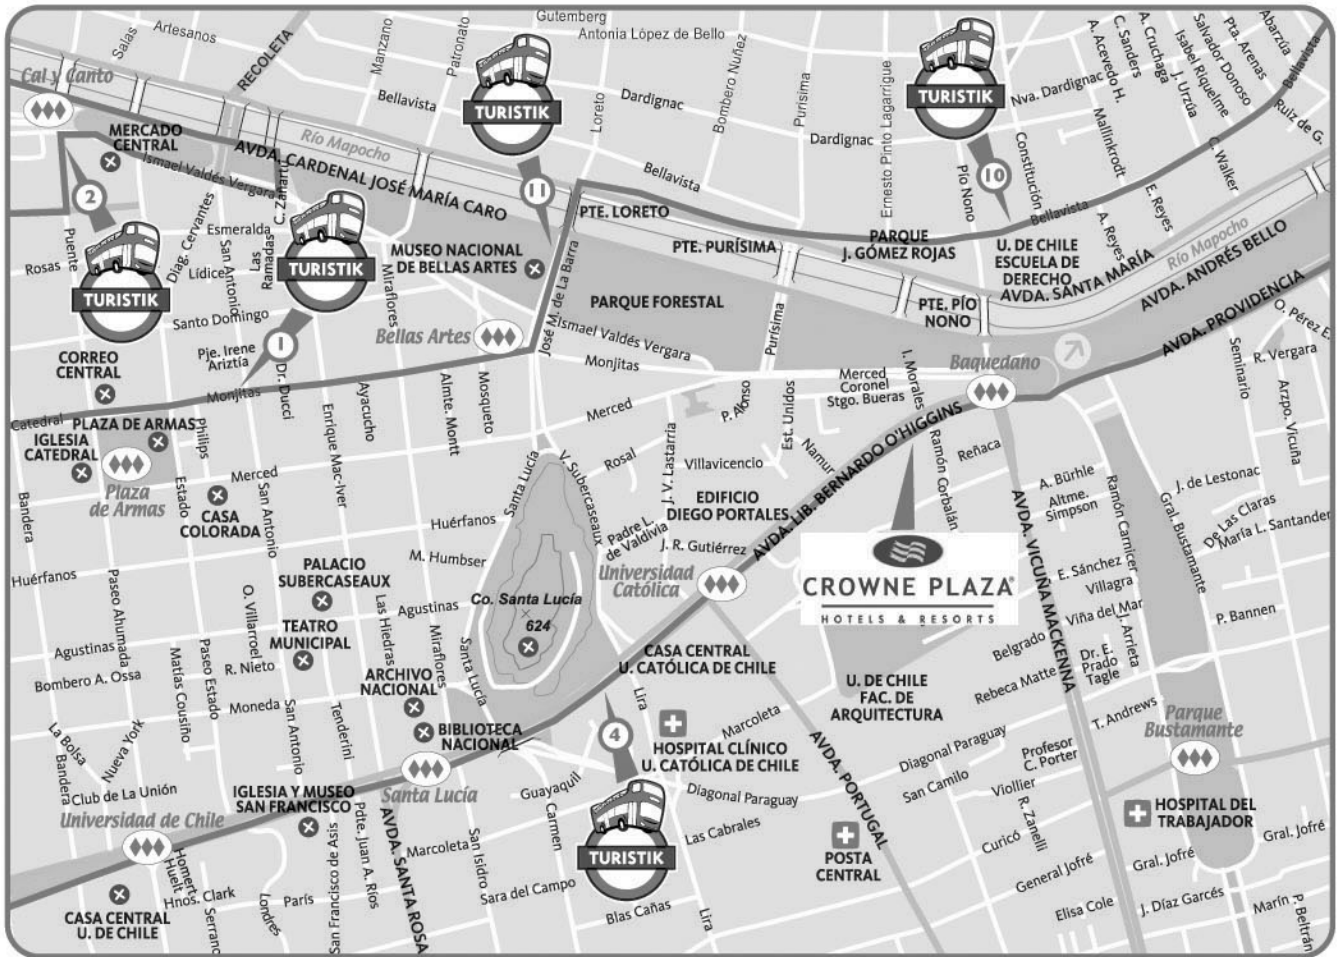 Gutemberg
Antonia López de Bello
Salas
Artesanos
RECOLETA
Manzano
Patronato
TURISTIK
Loreto
Dardignac
Bombero Nuñez
Purísima
Ernesto Pinto Lagarrigue
TURISTIK
Nva. Dardignac
A. Acevedo H.
C. Sanders
A. Cruchaga
Isabel Riquelme
Salvador Donoso
Pta. Arenas
Abarzúa
Bellavista
J. Urzúa
Ruiz de G.
Mallinkrodt
C. Walker
Cal y Canto
Bellavista
Dardignac
MERCADO
CENTRAL
Río Mapocho
AVDA. CARDENAL JOSÉ MARÍA CARO
Ismael Valdés Vergara
C. Zañartú
Bellavista
11
10
Pío Nono
Constitución
E. Reyes
A. Reyes
Bellavista
2
Puente
Rosas
TURISTIK
Diag. Cervantes
Esmeralda
San Antonio
Las
Ramadas
Lídice
TURISTIK
Santo Domingo
Miraflores
MUSEO NACIONAL
DE BELLAS ARTES
PTE. LORETO
PTE. PURÍSIMA
PARQUE
J. GÓMEZ ROJAS
U. DE CHILE
ESCUELA DE
DERECHO
AVDA. SANTA MARÍA
Río Mapocho
AVDA. ANDRÉS BELLO
AVDA. PROVIDENCIA
PARQUE FORESTAL
PTE. PÍO
NONO
José M. de La Barra
Ismael Valdés Vergara
Purísima
Bellas Artes
Monjitas
Baquedano
O. Pérez E.
R. Vergara
Seminario
Arzpo. Vicuña
CORREO
CENTRAL
Pje. Irene
Ariztía
1
Dr. Ducci
Monjitas
Catedral
IGLESIA
CATEDRAL
PLAZA DE ARMAS
Philips
Plaza
de Armas
Ayacucho
Enrique Mac-Iver
Almte. Montt
Mosqueto
Merced
P. Alonso
Est. Unidos
Merced
Coronel
Stgo. Bueras
I. Morales
Namur
AVDA. LIB. BERNARDO O'HIGGINS
Ramón Corbalán
Reñaca
Bandera
Estado
Merced
San Antonio
CASA
COLORADA
Huérfanos
Santa Lucía
V. Subercaseaux
Rosal
J. V. Lastarria
Villavicencio
EDIFICIO
DIEGO PORTALES
Padre L.
de Valdivia
J. R. Gutiérrez
Universidad
Católica
CROWNE PLAZA
HOTELS & RESORTS
A. Bürhle
Altme.
Simpson
Ramón Carnicer
Gral. Bustamante
J. de Lestonac
De Las Claras
María L. Santander
AVDA. VICUÑA MACKENNA
Huérfanos
M. Humbser
PALACIO
SUBERCASEAUX
Paseo Ahumada
O. Villarroel
TEATRO
MUNICIPAL
Las Hiedras
Agustinas
Miraflores
Co. Santa Lucía
624
Santa Lucía
E. Sánchez
Villagra
Viña del Mar
J. Arrieta
P. Bannen
Belgrado
Dr. E.
Prado
Tagle
Rebeca Matte
Agustinas
Bombero A. Ossa
Matías Cousiño
Paseo Estado
R. Nieto
Moneda
San Antonio
Tenderini
ARCHIVO
NACIONAL
BIBLIOTECA
NACIONAL
CASA CENTRAL
U. CATÓLICA DE CHILE
Lira
Marcoleta
U. DE CHILE
FAC. DE
ARQUITECTURA
T. Andrews
Parque
Bustamante
La Bolsa
Nueva York
Bandera
Club de La Unión
4
HOSPITAL CLÍNICO
U. CATÓLICA DE CHILE
AVDA. PORTUGAL
Diagonal Paraguay
Profesor
C. Porter
San Camilo
Viollier
R. Zanelli
Universidad de Chile
IGLESIA Y MUSEO
SAN FRANCISCO
Santa Lucía
Guayaquil
Carmen
Diagonal Paraguay
Las Cabrales
TURISTIK
HOSPITAL DEL
TRABAJADOR
Gral. Jofré
Homert
Huelt
Hnos. Clark
Serrano
Londres
París
San Francisco de Asis
Pdte. Juan A. Ríos
AVDA. SANTA ROSA
Marcoleta
San Isidro
Sara del Campo
Blas Cañas
Lira
POSTA
CENTRAL
Curicó
General Jofré
Gral. Jofré
Elisa Cole
J. Díaz Garcés
Marín
P. Beltrán
CASA CENTRAL
U. DE CHILE